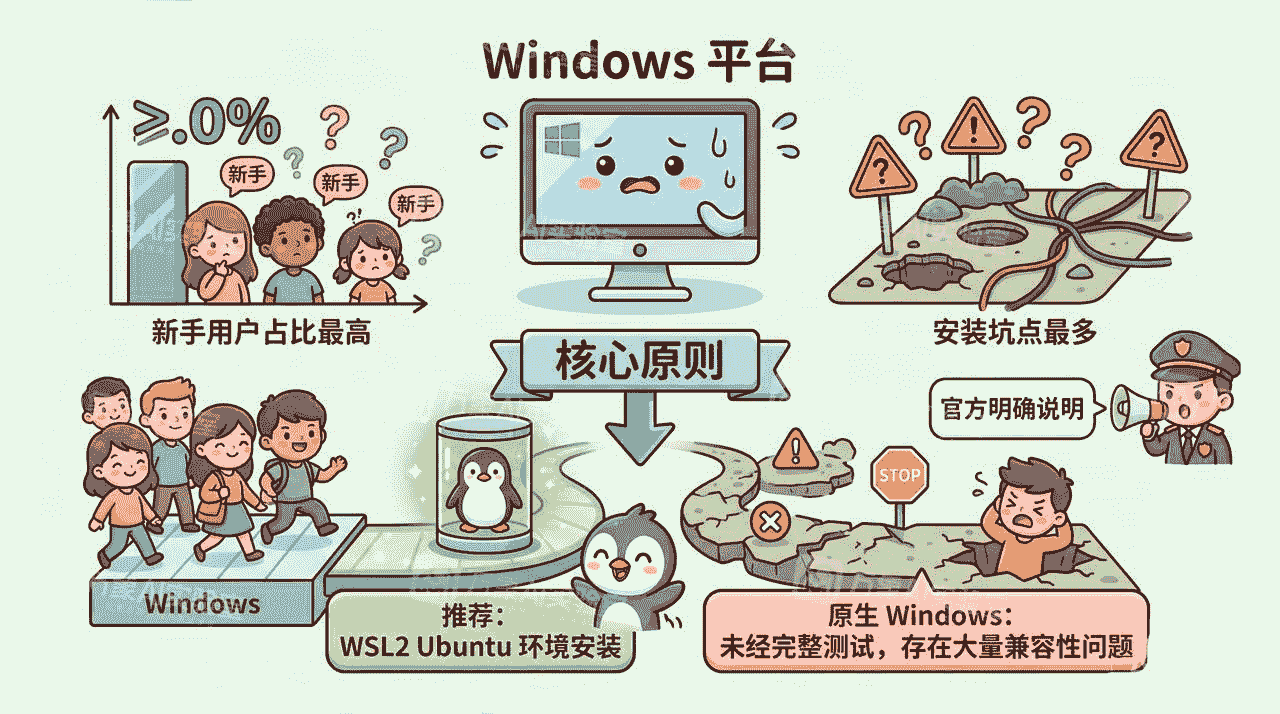 Windows 平台
≥.0%
新手
新手
新手
?!
新手用户占比最高
安装坑点最多
核心原则
官方明确说明
STOP
Windows
推荐：
WSL2 Ubuntu 环境安装
原生 Windows：
未经完整测试，存在大量兼容性问题